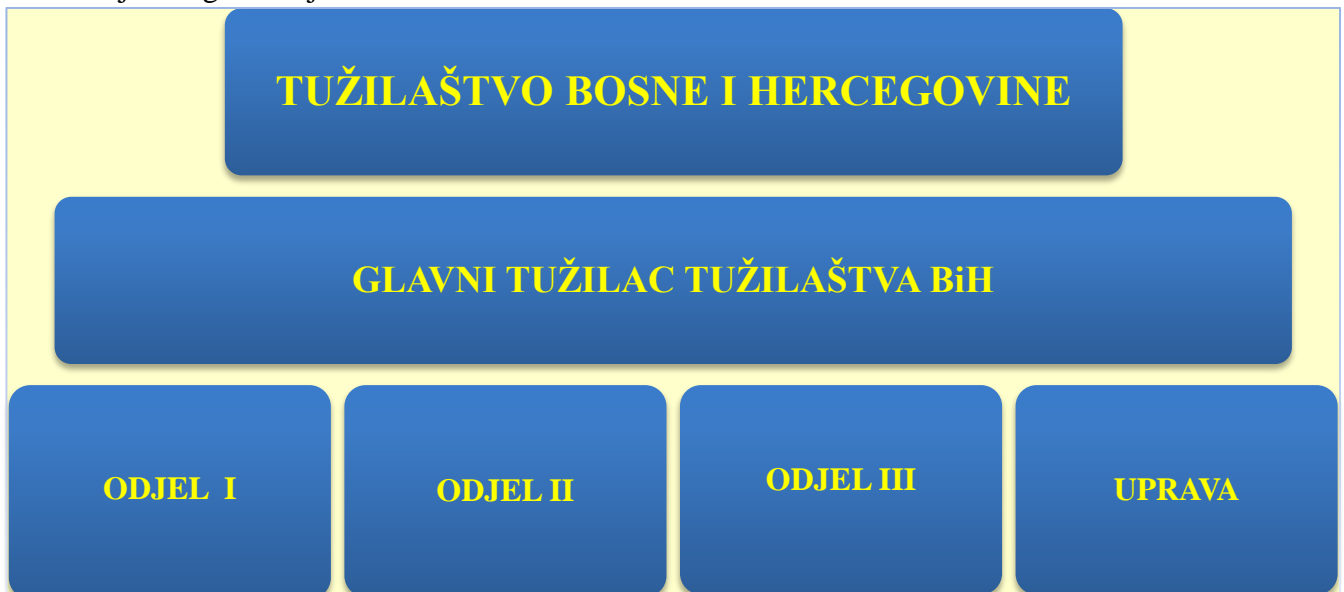 TUŽILAŠTVO BOSNE I HERCEGOVINE
GLAVNI TUŽILAC TUŽILAŠTVA BiH
ODJEL I
ODJEL II
ODJEL III
UPRAVA